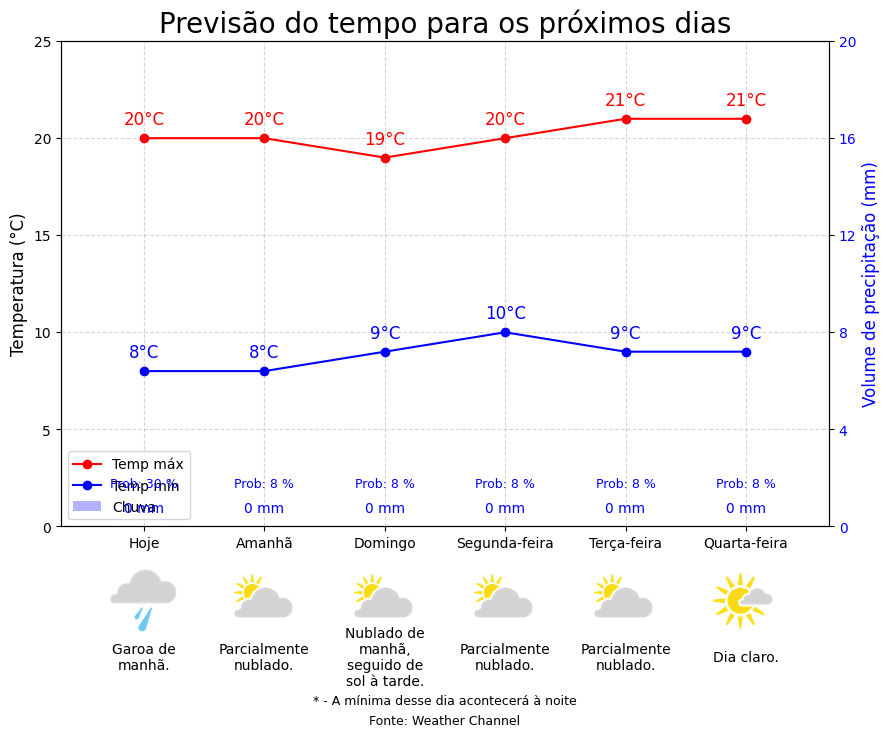 Previsão do tempo para os próximos dias
25
20
15
10
5
0
Temperatura (°C)
20
16
12
8
4
0
Volume de precipitação (mm)
20°C
20°C
19°C
20°C
21°C
21°C
8°C
8°C
9°C
10°C
9°C
9°C
Temp máx
Temp min
Chuva
Prob: 30 %
Prob: 8 %
Prob: 8 %
Prob: 8 %
Prob: 8 %
Prob: 8 %
0 mm
0 mm
0 mm
0 mm
0 mm
0 mm
Hoje
Amanhã
Domingo
Segunda-feira
Terça-feira
Quarta-feira
Garoa de
manhã.
Parcialmente
nublado.
Nublado de
manhã,
seguido de
sol à tarde.
Parcialmente
nublado.
Parcialmente
nublado.
Dia claro.
* - A mínima desse dia acontecerá à noite
Fonte: Weather Channel